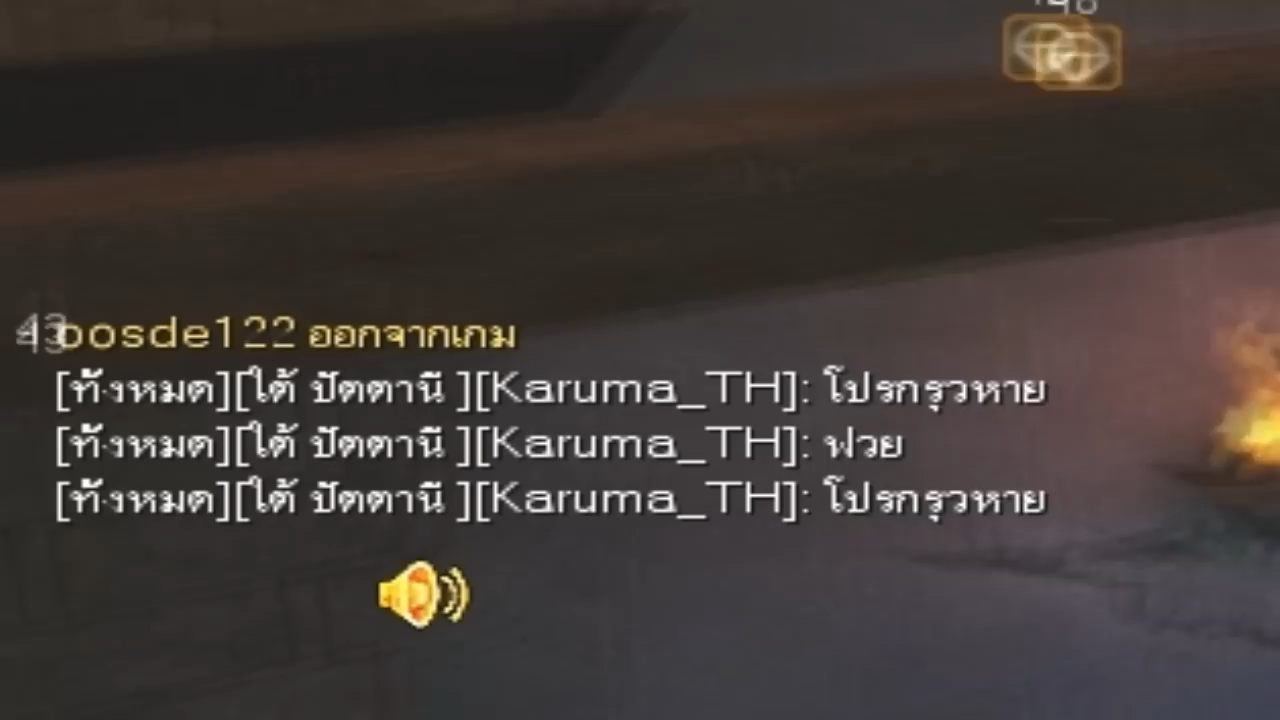 oosde122 ออกจากเกม
[ทั้งหมด][ใต้ ปัตตานี ][Karuma_TH]: โปรกรุวหาย
[ทั้งหมด][ใต้ ปัตตานี ][Karuma_TH]: ฟวย
[ทั้งหมด][ใต้ ปัตตานี ][Karuma_TH]: โปรกรุวหาย